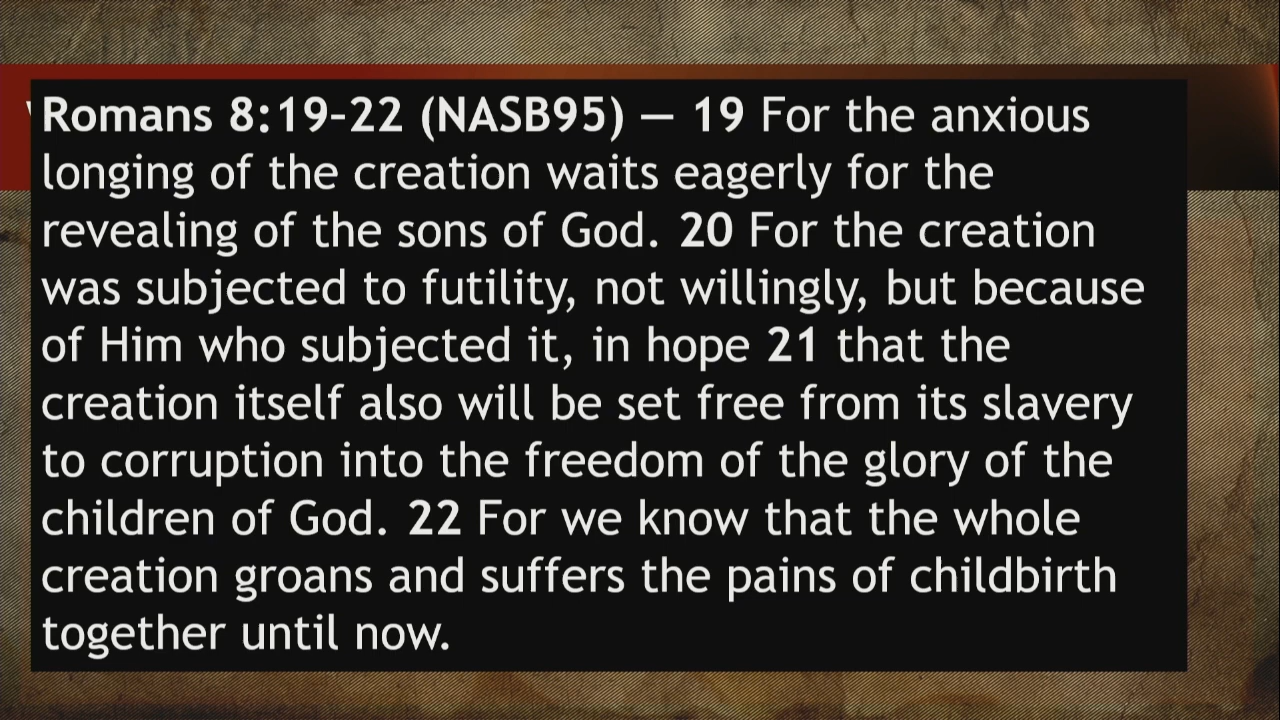 Romans 8:19–22 (NASB95) — 19 For the anxious
longing of the creation waits eagerly for the
revealing of the sons of God. 20 For the creation
was subjected to futility, not willingly, but because
of Him who subjected it, in hope 21 that the
creation itself also will be set free from its slavery
to corruption into the freedom of the glory of the
children of God. 22 For we know that the whole
creation groans and suffers the pains of childbirth
together until now.